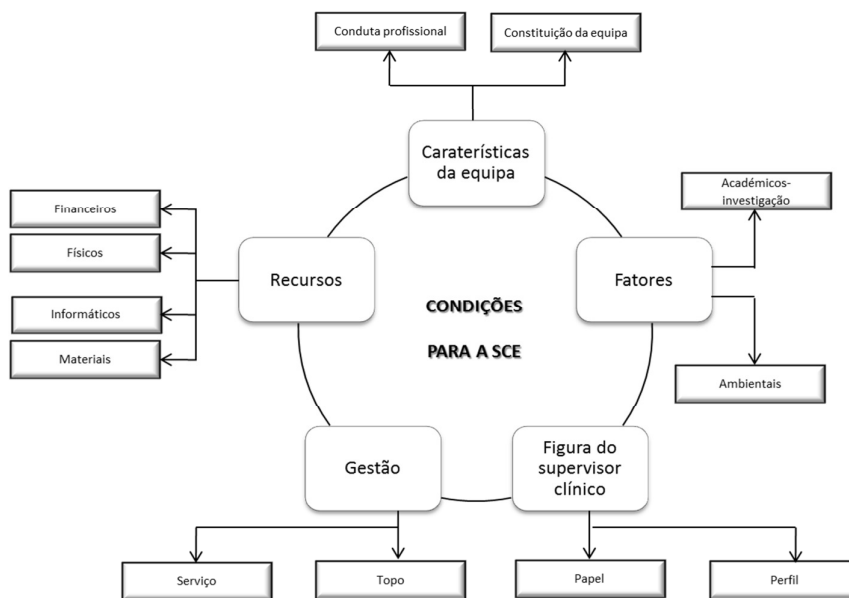 Conduta profissional
Constituição da equipa
Caraterísticas
da equipa
Académicos-
investigação
Financeiros
Físicos
Informáticos
Materiais
Recursos
Fatores
CONDIÇÕES
PARA A SCE
Ambientais
Gestão
Figura do
supervisor
clínico
Serviço
Topo
Papel
Perfil